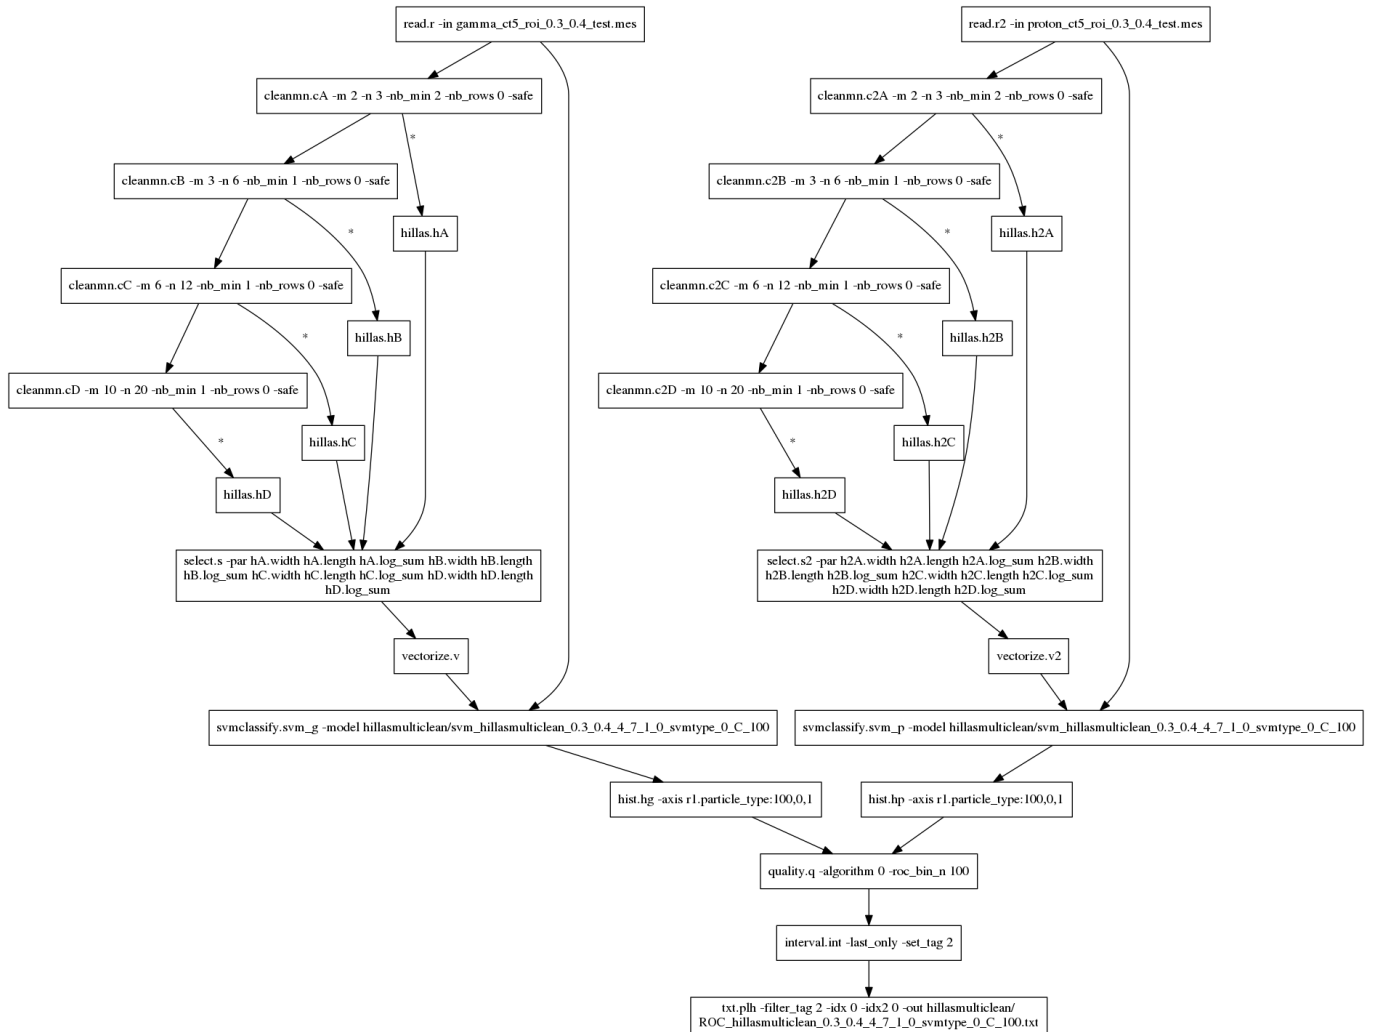 read.r -in gamma_ct5_roi_0.3_0.4_test.mes
read.r2 -in proton_ct5_roi_0.3_0.4_test.mes
cleanmn.cA -m 2 -n 3 -nb_min 2 -nb_rows 0 -safe
cleanmn.c2A -m 2 -n 3 -nb_min 2 -nb_rows 0 -safe
*
*
cleanmn.cB -m 3 -n 6 -nb_min 1 -nb_rows 0 -safe
cleanmn.c2B -m 3 -n 6 -nb_min 1 -nb_rows 0 -safe
*
hillas.hA
*
hillas.h2A
cleanmn.cC -m 6 -n 12 -nb_min 1 -nb_rows 0 -safe
cleanmn.c2C -m 6 -n 12 -nb_min 1 -nb_rows 0 -safe
*
hillas.hB
*
hillas.h2B
cleanmn.cD -m 10 -n 20 -nb_min 1 -nb_rows 0 -safe
cleanmn.c2D -m 10 -n 20 -nb_min 1 -nb_rows 0 -safe
*
hillas.hC
*
hillas.h2C
hillas.hD
hillas.h2D
select.s -par hA.width hA.length hA.log_sum hB.width hB.length
hB.log_sum hC.width hC.length hC.log_sum hD.width hD.length
hD.log_sum
select.s2 -par h2A.width h2A.length h2A.log_sum h2B.width
h2B.length h2B.log_sum h2C.width h2C.length h2C.log_sum
h2D.width h2D.length h2D.log_sum
vectorize.v
vectorize.v2
svmclassify.svm_g -model hillasmulticlean/svm_hillasmulticlean_0.3_0.4_4_7_1_0_svmtype_0_C_100
svmclassify.svm_p -model hillasmulticlean/svm_hillasmulticlean_0.3_0.4_4_7_1_0_svmtype_0_C_100
hist.hg -axis r1.particle_type:100,0,1
hist.hp -axis r1.particle_type:100,0,1
quality.q -algorithm 0 -roc_bin_n 100
interval.int -last_only -set_tag 2
txt.plh -filter_tag 2 -idx 0 -idx2 0 -out hillasmulticlean/
ROC_hillasmulticlean_0.3_0.4_4_7_1_0_svmtype_0_C_100.txt